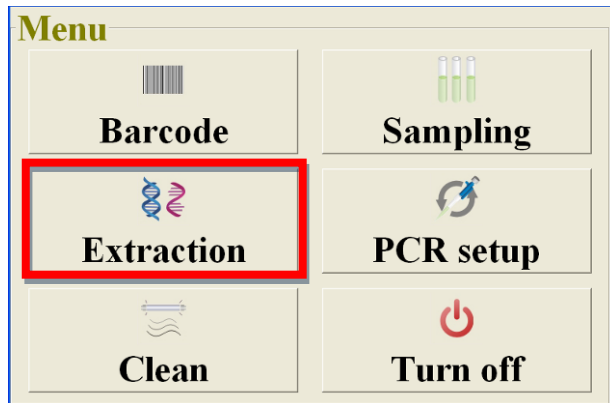 Menu
Barcode
Sampling
Extraction
PCR setup
Clean
Turn off